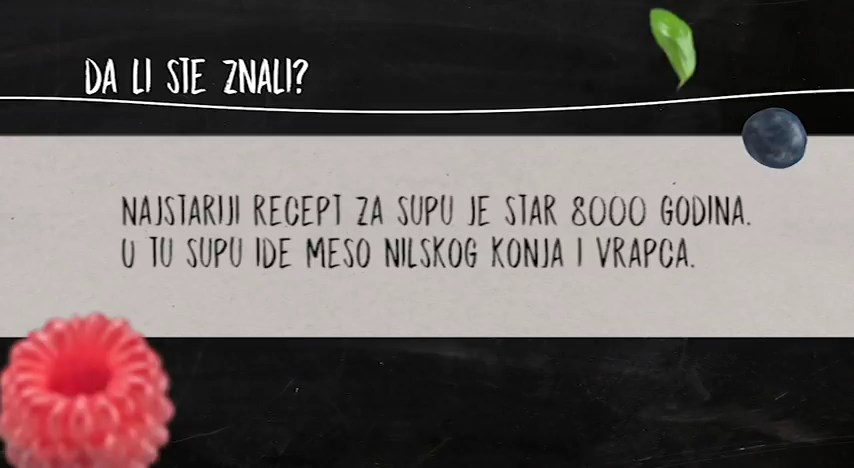 DA LI STE ZNALI?
NAJSTARIJI RECEPT ZA SUPU JE STAR 8000 GODINA.
U TU SUPU IDE MESO NILSKOG KONJA I VRAPCA.